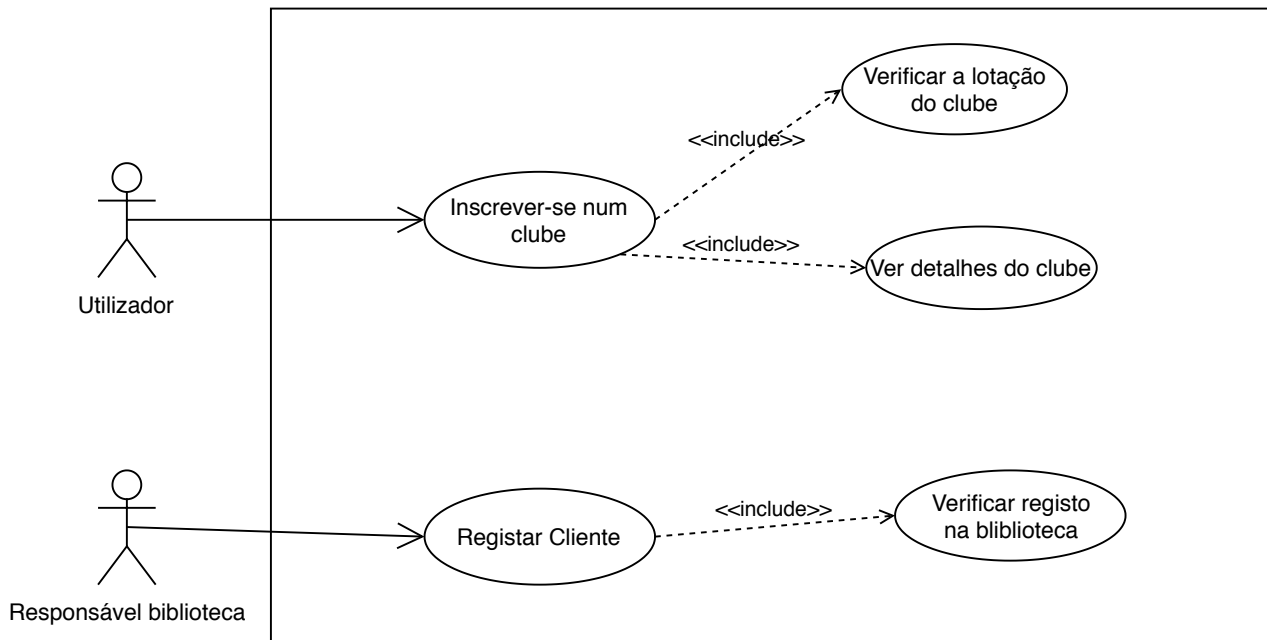 Verificar a lotação
do clube
<<include>>
Inscrever-se num
clube
<<include>>
Ver detalhes do clube
Utilizador
Verificar registo
na bliblioteca
<<include>>
Registar Cliente
Responsável biblioteca